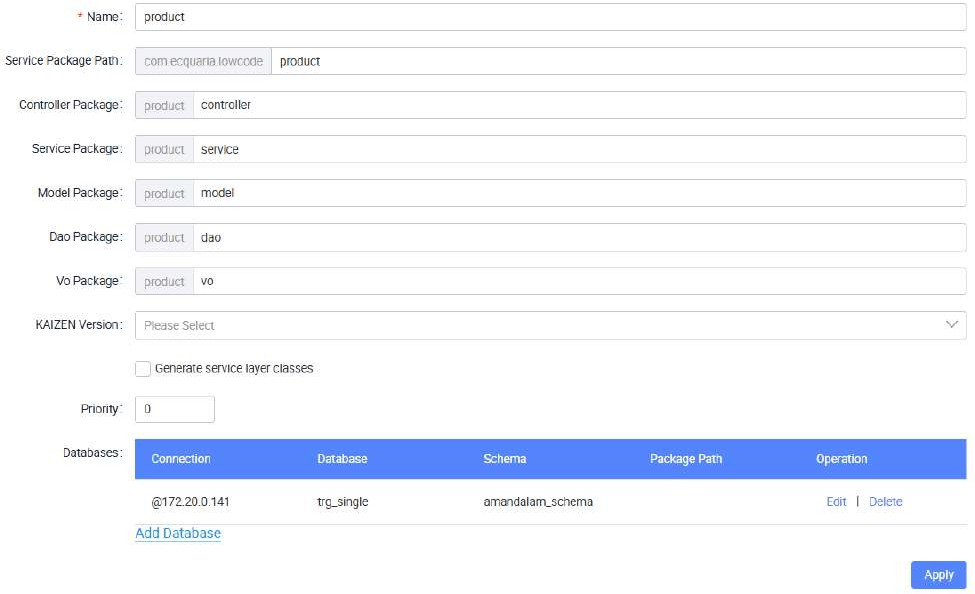 * Name: product
Service Package Path: com.ecquaria.lowcode product
Controller Package: product controller
Service Package: product service
Model Package: product model
Dao Package: product dao
Vo Package: product vo
KAIZEN Version: Please Select
Generate service layer classes
Priority: 0
Databases: Connection Database Schema Package Path Operation
@172.20.0.141 trg_single amandalam_schema Edit | Delete
Add Database
Apply